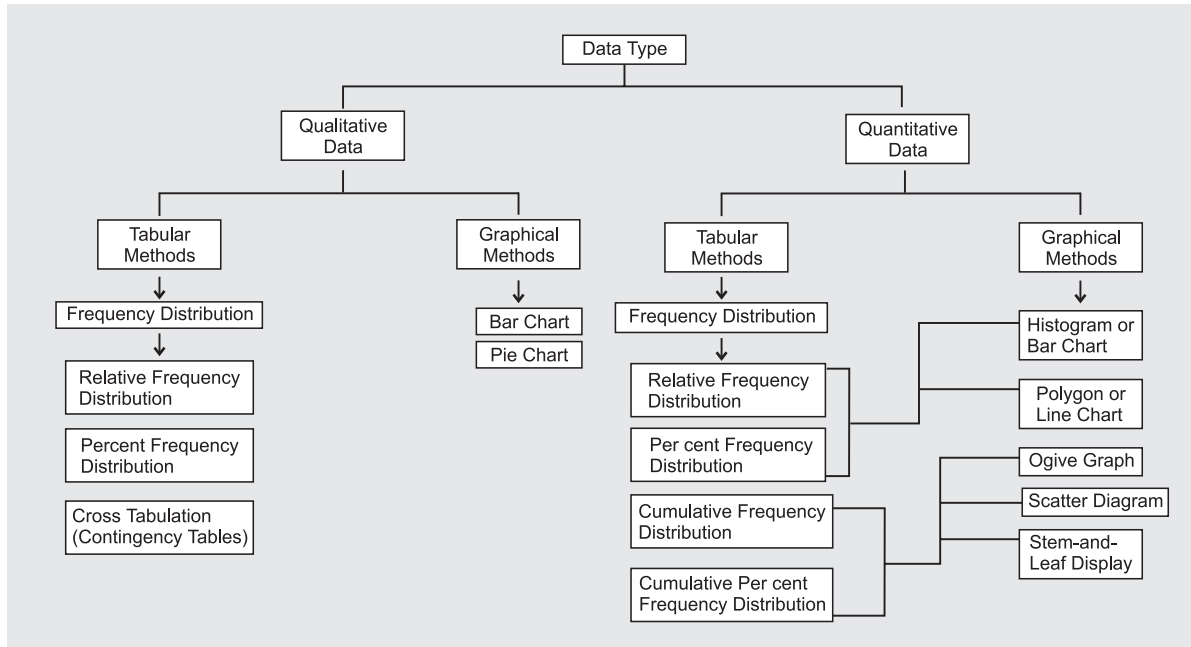 Data Type
Qualitative
Data
Quantitative
Data
Tabular
Methods
Graphical
Methods
Tabular
Methods
Graphical
Methods
Frequency Distribution
Relative Frequency
Distribution
Percent Frequency
Distribution
Cross Tabulation
(Contingency Tables)
Bar Chart
Pie Chart
Frequency Distribution
Relative Frequency
Distribution
Per cent Frequency
Distribution
Cumulative Frequency
Distribution
Cumulative Per cent
Frequency Distribution
Histogram or
Bar Chart
Polygon or
Line Chart
Ogive Graph
Scatter Diagram
Stem-and-
Leaf Display